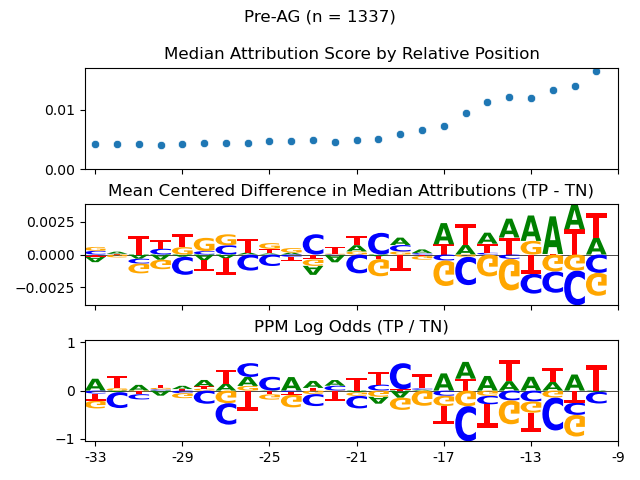 Pre-AG (n = 1337)
Median Attribution Score by Relative Position
0.01
0.00
Mean Centered Difference in Median Attributions (TP - TN)
0.0025
0.0000
−0.0025
PPM Log Odds (TP / TN)
1
0
−1
-33 -29 -25 -21 -17 -13 -9